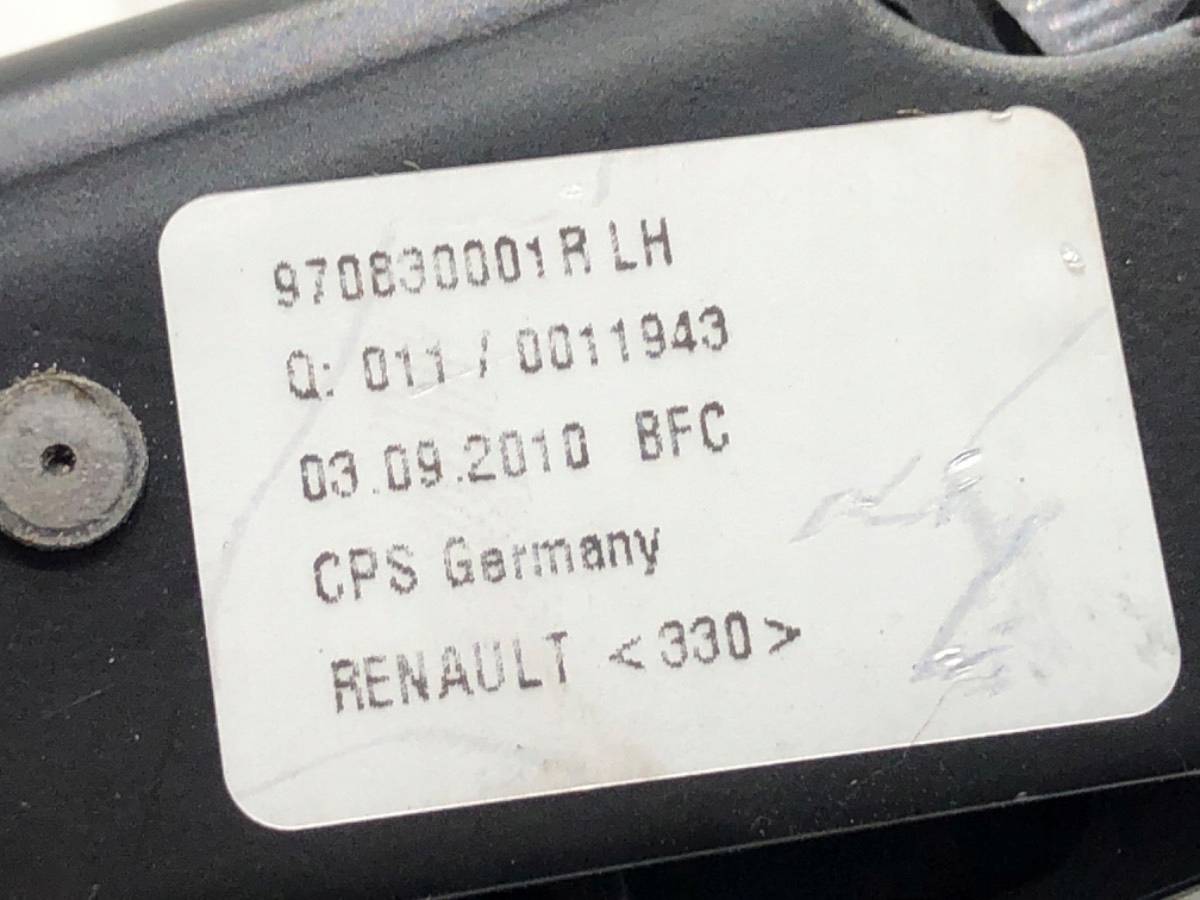 970830001R LH
Q: 011 / 0011943
03.09.2010 BFC
CPS Germany
RENAULT <330>